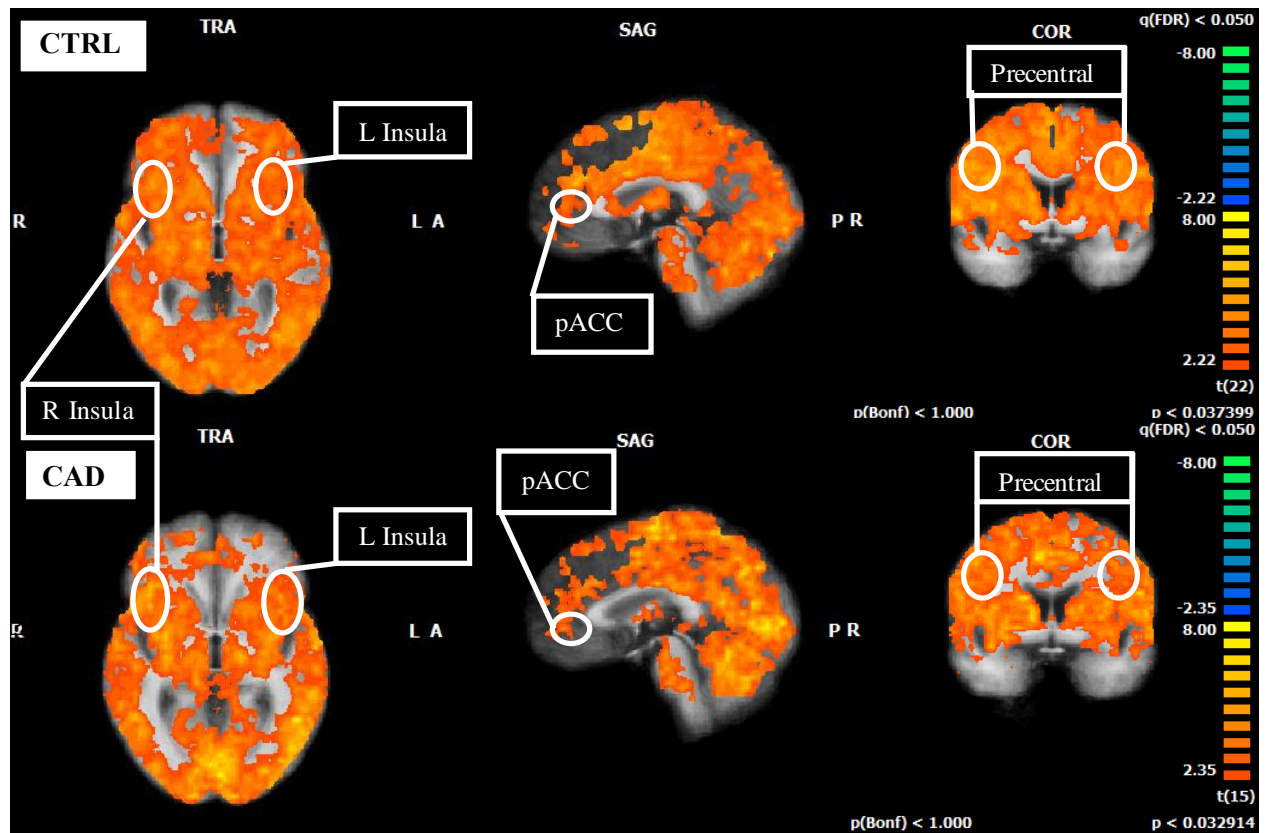 CTRL
TRA
SAG
COR
q(FDR) < 0.050
-8.00
Precentral
L Insula
R
L A
P R
-2.22
8.00
pACC
2.22
t(22)
p(Bonf) < 1.000
p < 0.037399
R Insula
TRA
SAG
COR
q(FDR) < 0.050
-8.00
CAD
pACC
Precentral
L Insula
R
L A
P R
-2.35
8.00
2.35
t(15)
p(Bonf) < 1.000
p < 0.032914